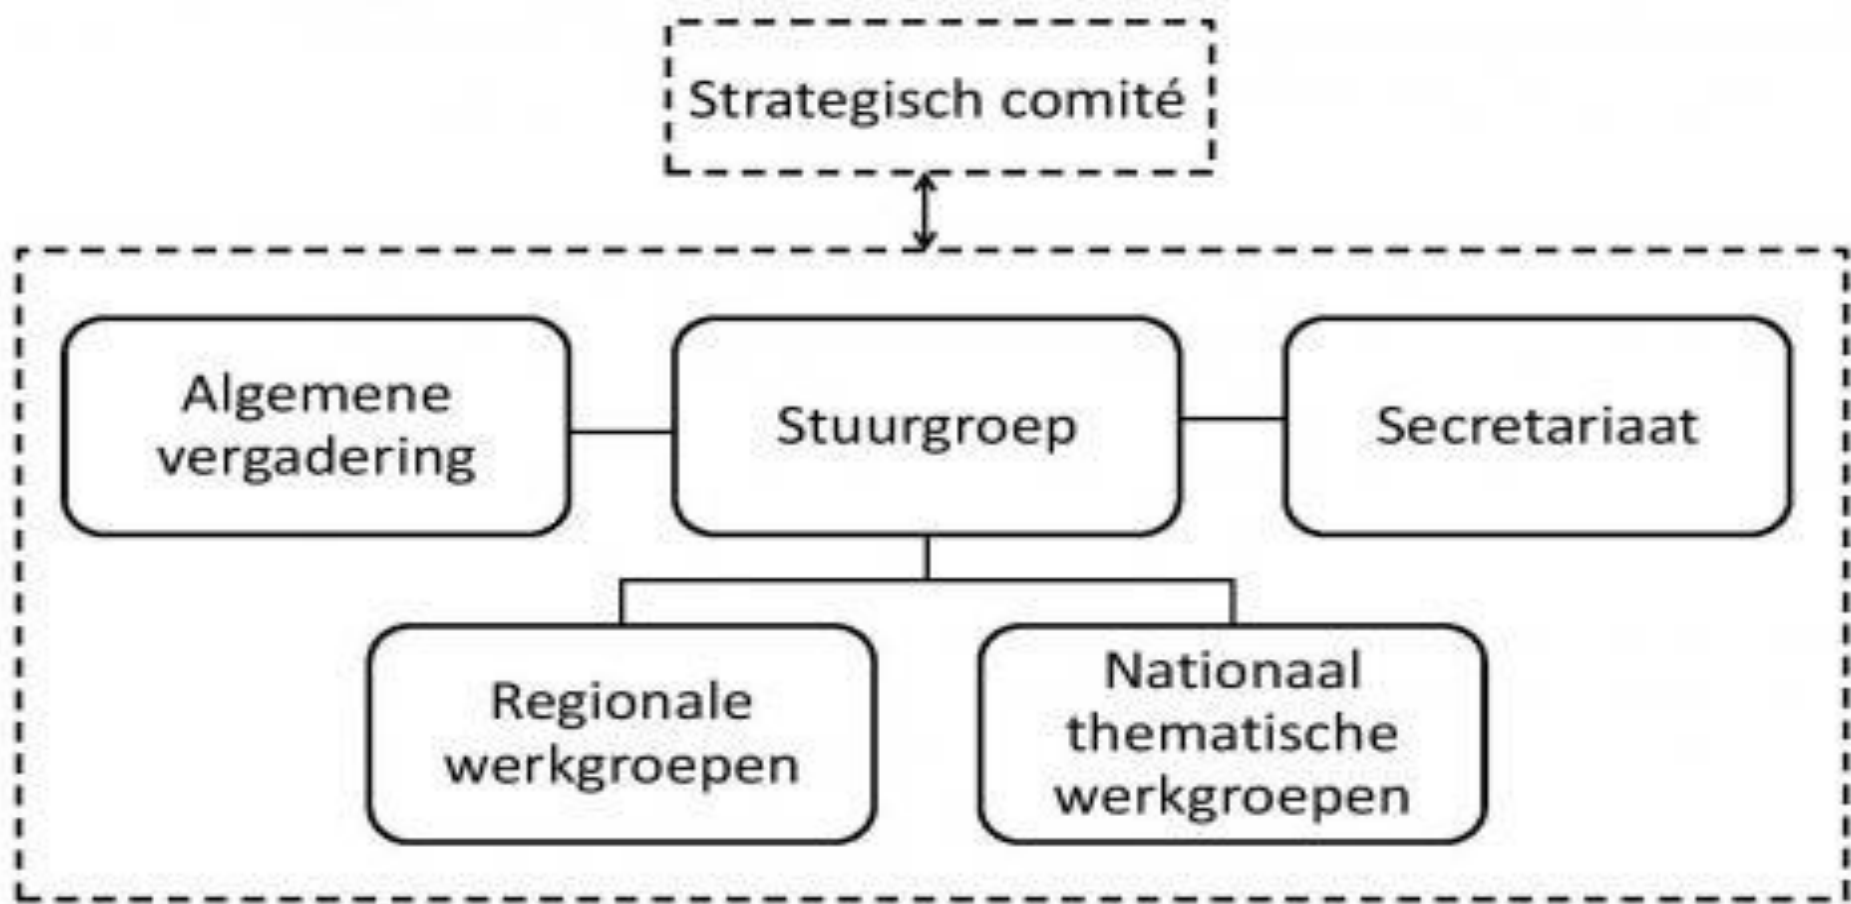 Strategisch comité
Algemene
vergadering
Stuurgroep
Secretariaat
Regionale
werkgroepen
Nationaal
thematische
werkgroepen